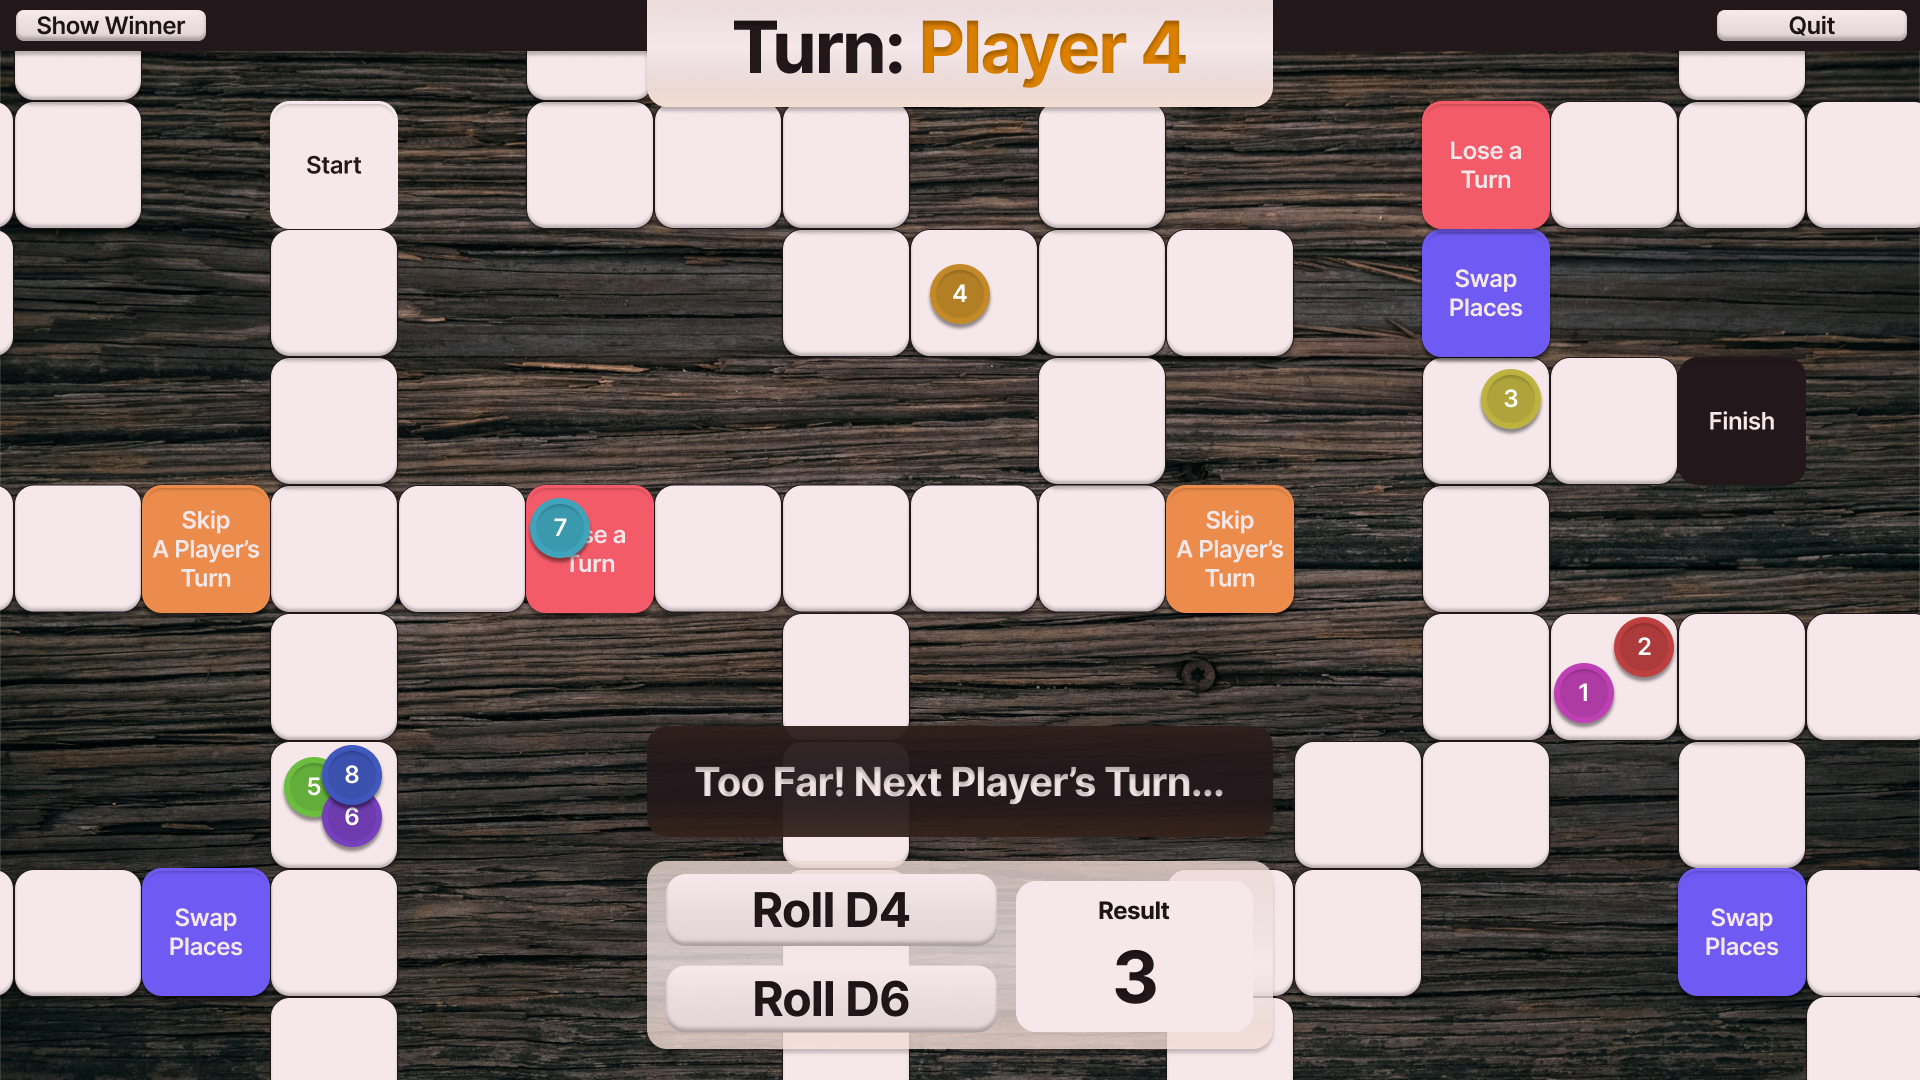 Show Winner
Turn: Player 4
Quit
Start
Lose a
Turn
4
Swap
Places
3
Finish
Skip
A Player’s
Turn
7
se a
Turn
Skip
A Player’s
Turn
2
1
5
8
6
Too Far! Next Player’s Turn...
Swap
Places
Roll D4
Roll D6
Result
3
Swap
Places